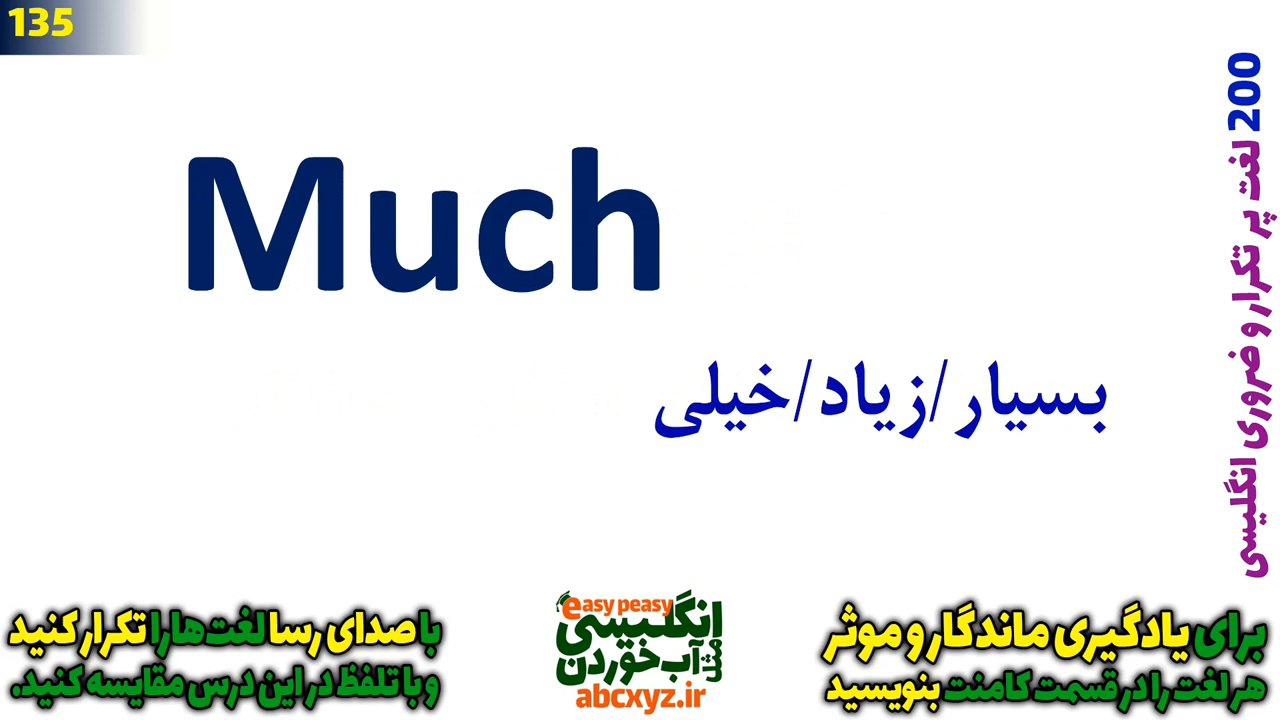 135
Much
بسیار/زیاد/خیلی
200 لغت پر تکرار و ضروری انگلیسی
برای یادگیری ماندگار و موثر
هر لغت را در قسمت کامنت بنویسید
easy peasy
انگلیسی
مثل آب خوردن
abcxyz.ir
با صدای رسا لغت‌ها را تکرار کنید
و با تلفظ در این درس مقایسه کنید.